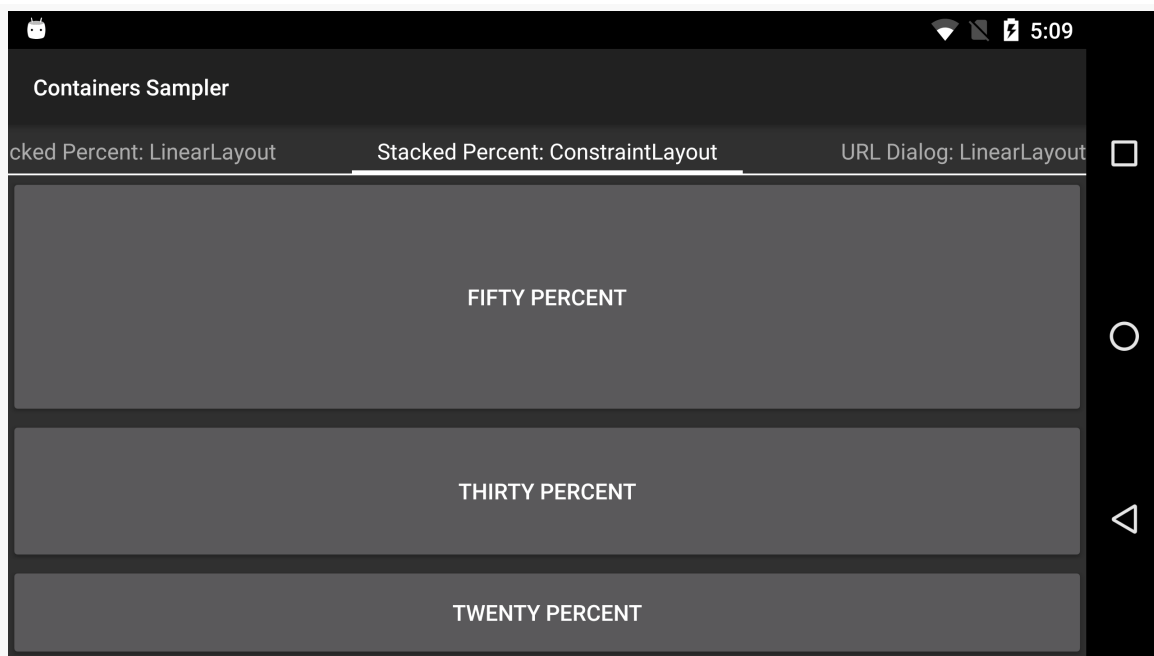 5:09
Containers Sampler
cked Percent: LinearLayout
Stacked Percent: ConstraintLayout
URL Dialog: LinearLayout
FIFTY PERCENT
THIRTY PERCENT
TWENTY PERCENT